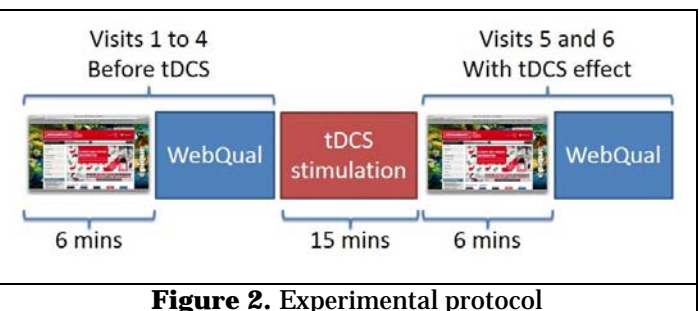 Visits 1 to 4
Before tDCS
Visits 5 and 6
With tDCS effect
WebQual
tDCS
stimulation
WebQual
6 mins
15 mins
6 mins
Figure 2. Experimental protocol